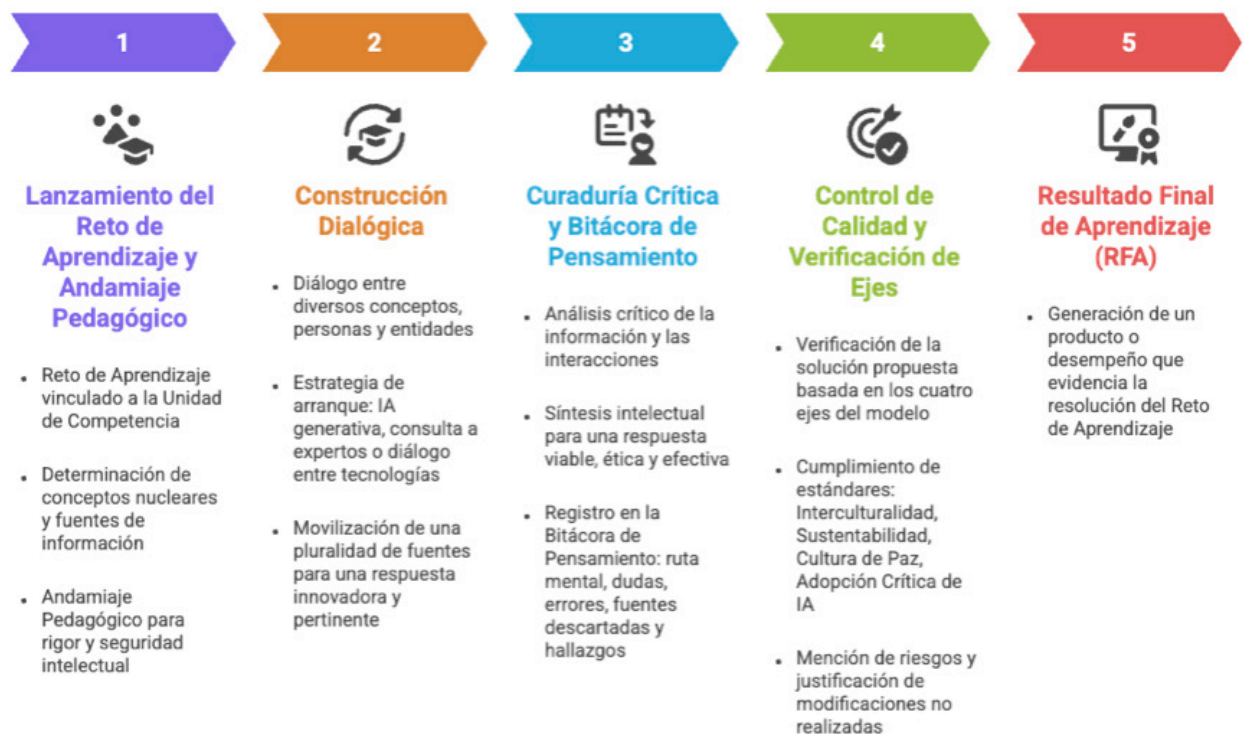 1
Lanzamiento del
Reto de
Aprendizaje y
Andamiaje
Pedagógico
• Reto de Aprendizaje
vinculado a la Unidad
de Competencia
• Determinación de
conceptos nucleares
y fuentes de
información
• Andamiaje
Pedagógico para
rigor y seguridad
intelectual
2
Construcción
Dialógica
• Diálogo entre
diversos conceptos,
personas y entidades
• Estrategia de
arranque: IA
generativa, consulta a
expertos o diálogo
entre tecnologías
• Movilización de una
pluralidad de fuentes
para una respuesta
innovadora y
pertinente
3
Curaduría Crítica
y Bitácora de
Pensamiento
• Análisis crítico de la
información y las
interacciones
• Síntesis intelectual
para una respuesta
viable, ética y efectiva
• Registro en la
Bitácora de
Pensamiento: ruta
mental, dudas,
errores, fuentes
descartadas y
hallazgos
4
Control de
Calidad y
Verificación de
Ejes
• Verificación de la
solución propuesta
basada en los cuatro
ejes del modelo
• Cumplimiento de
estándares:
Interculturalidad,
Sustentabilidad,
Cultura de Paz,
Adopción Crítica de
IA
• Mención de riesgos y
justificación de
modificaciones no
realizadas
5
Resultado Final
de Aprendizaje
(RFA)
• Generación de un
producto o
desempeño que
evidencia la
resolución del Reto
de Aprendizaje